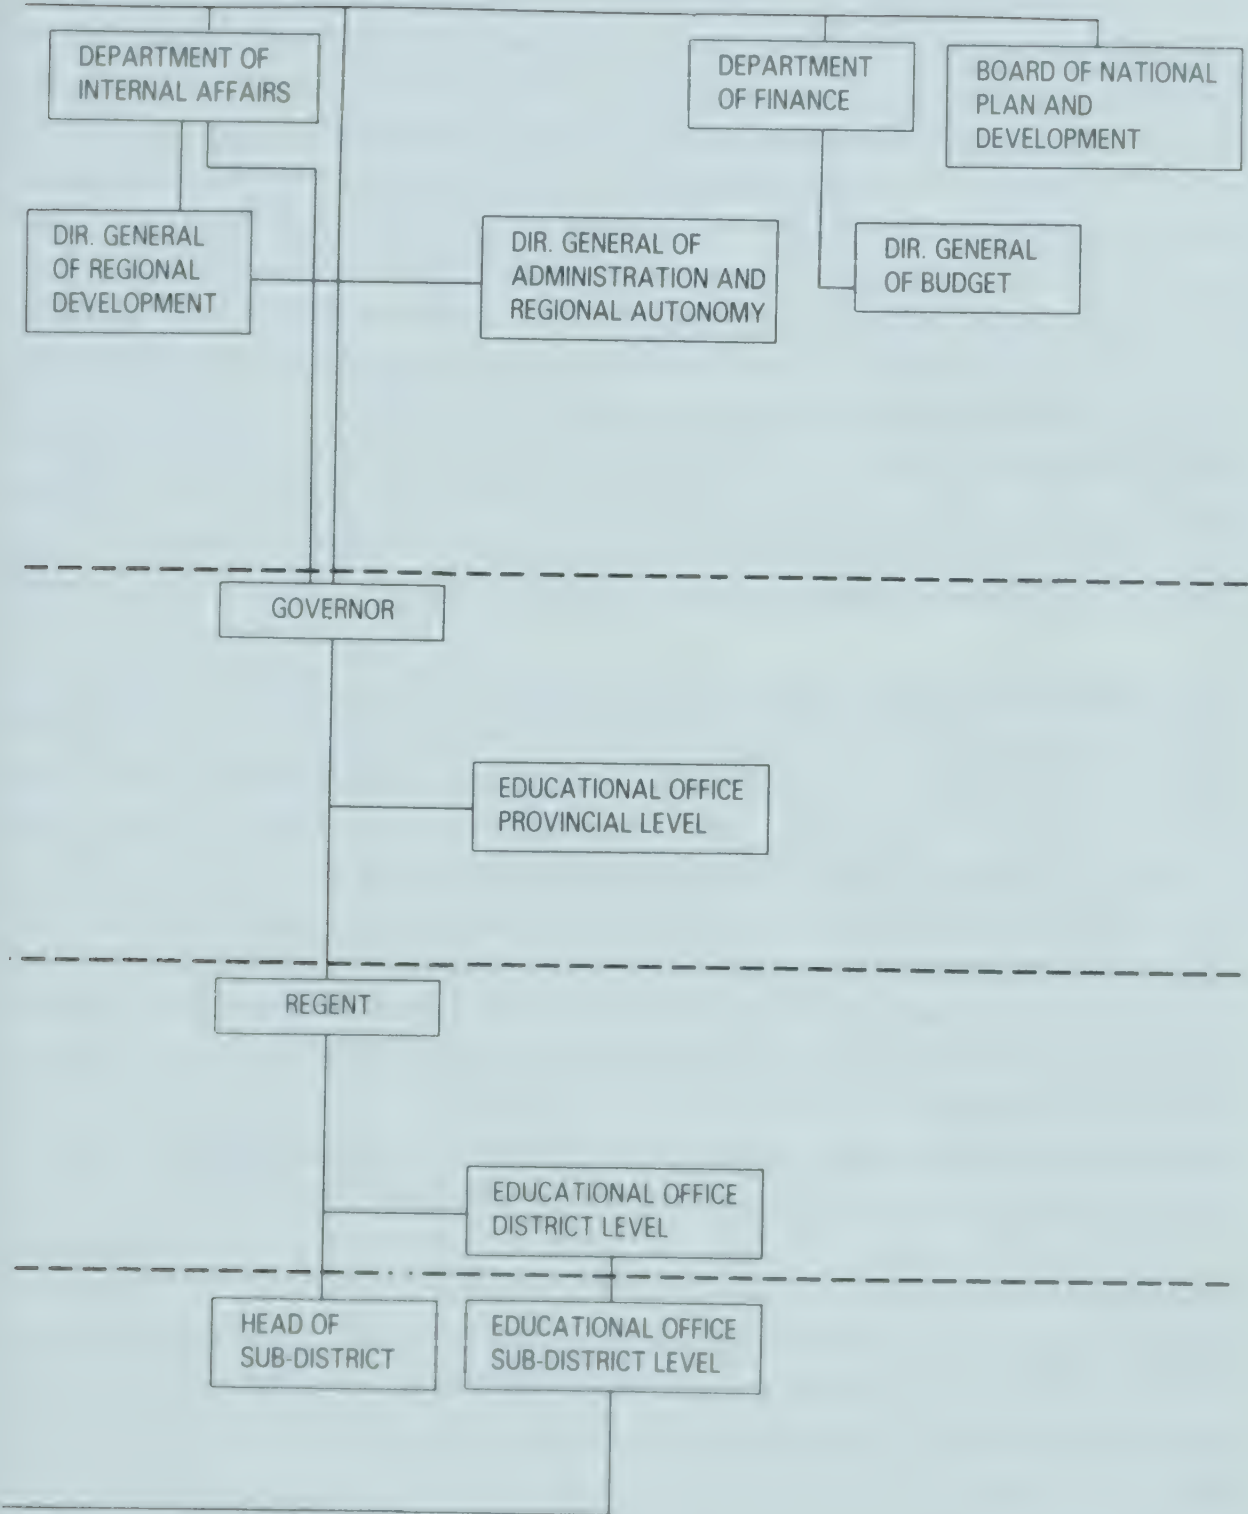 DEPARTMENT OF
INTERNAL AFFAIRS
DEPARTMENT
OF FINANCE
BOARD OF NATIONAL
PLAN AND
DEVELOPMENT
DIR. GENERAL
OF REGIONAL
DEVELOPMENT
DIR. GENERAL OF
ADMINISTRATION AND
REGIONAL AUTONOMY
DIR. GENERAL
OF BUDGET
GOVERNOR
EDUCATIONAL OFFICE
PROVINCIAL LEVEL
REGENT
EDUCATIONAL OFFICE
DISTRICT LEVEL
HEAD OF
SUB-DISTRICT
EDUCATIONAL OFFICE
SUB-DISTRICT LEVEL